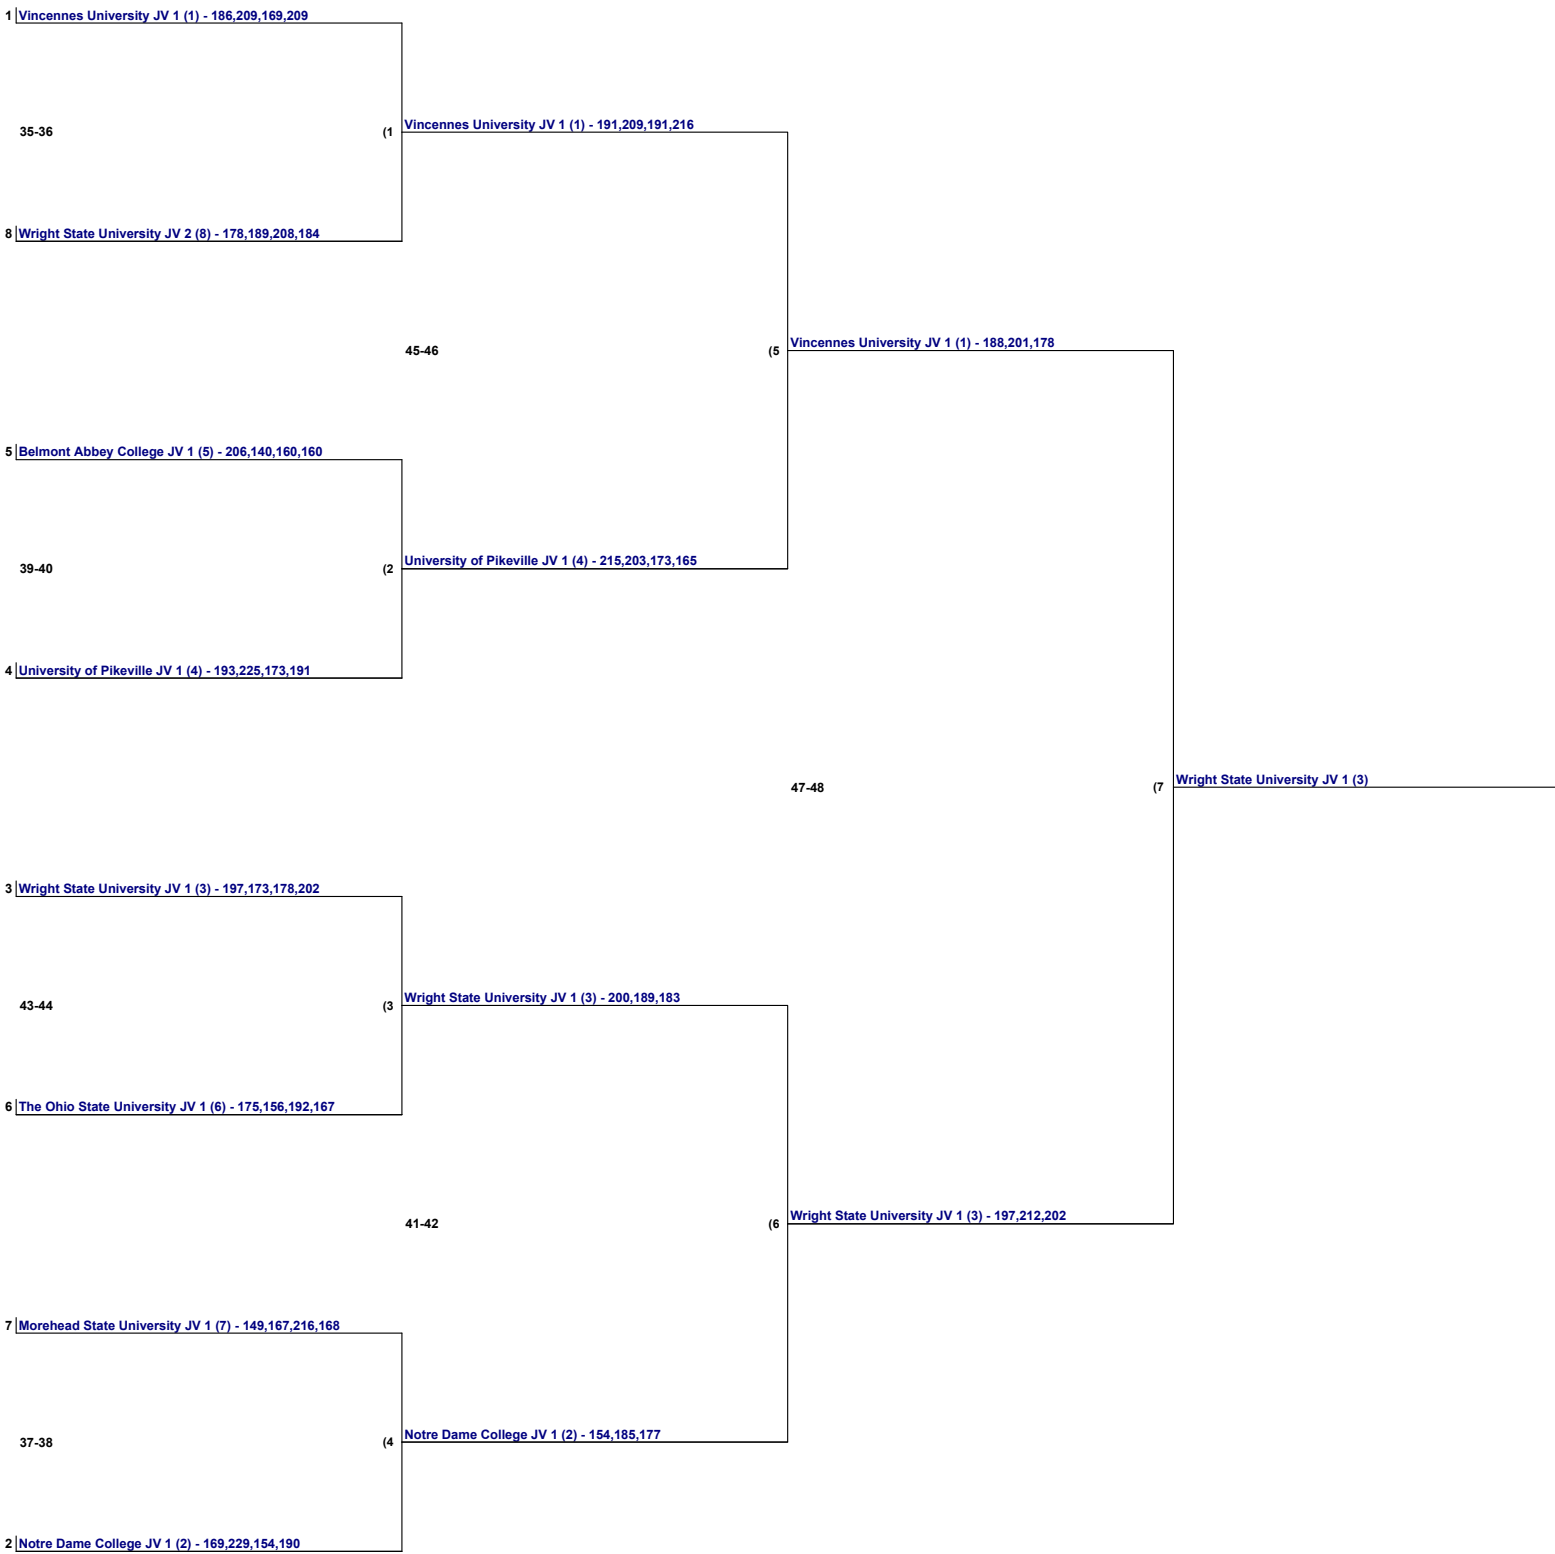 1 Vincennes University JV 1 (1) - 186,209,169,209
35-36 (1 Vincennes University JV 1 (1) - 191,209,191,216
8 Wright State University JV 2 (8) - 178,189,208,184
45-46 (5 Vincennes University JV 1 (1) - 188,201,178
5 Belmont Abbey College JV 1 (5) - 206,140,160,160
39-40 (2 University of Pikeville JV 1 (4) - 215,203,173,165
4 University of Pikeville JV 1 (4) - 193,225,173,191
47-48 (7 Wright State University JV 1 (3)
3 Wright State University JV 1 (3) - 197,173,178,202
43-44 (3 Wright State University JV 1 (3) - 200,189,183
6 The Ohio State University JV 1 (6) - 175,156,192,167
41-42 (6 Wright State University JV 1 (3) - 197,212,202
7 Morehead State University JV 1 (7) - 149,167,216,168
37-38 (4 Notre Dame College JV 1 (2) - 154,185,177
2 Notre Dame College JV 1 (2) - 169,229,154,190